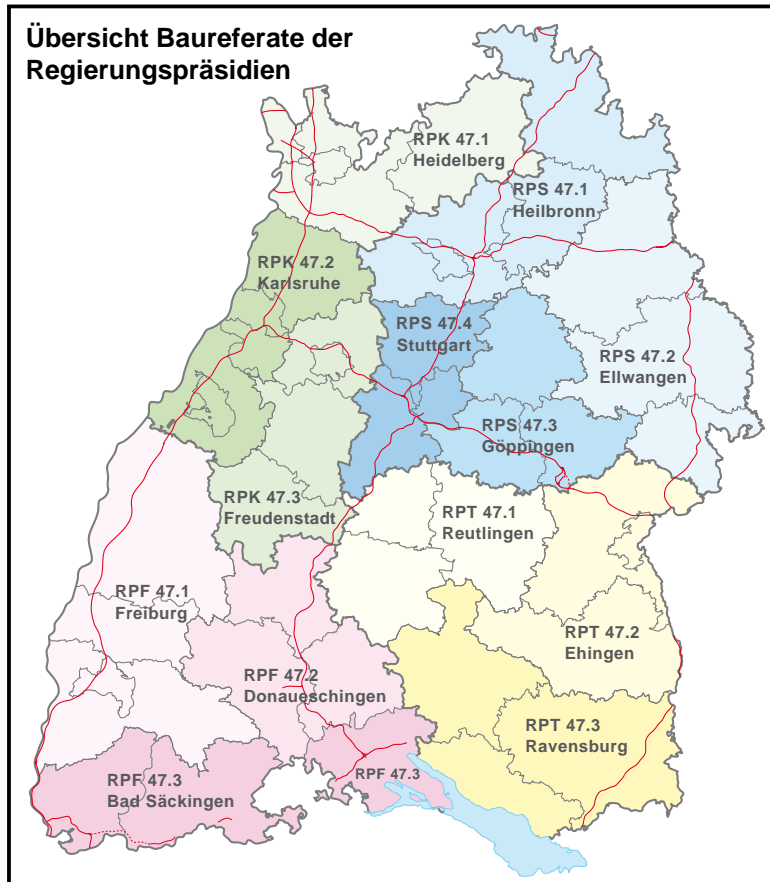 Übersicht Baureferate der
Regierungspräsidien
RPK 47.1
Heidelberg
RPS 47.1
Heilbronn
RPK 47.2
Karlsruhe
RPS 47.4
Stuttgart
RPS 47.2
Ellwangen
RPS 47.3
Göppingen
RPK 47.3
Freudenstadt
RPT 47.1
Reutlingen
RPF 47.1
Freiburg
RPT 47.2
Ehingen
RPF 47.2
Donaueschingen
RPT 47.3
Ravensburg
RPF 47.3
Bad Säckingen
RPF 47.3